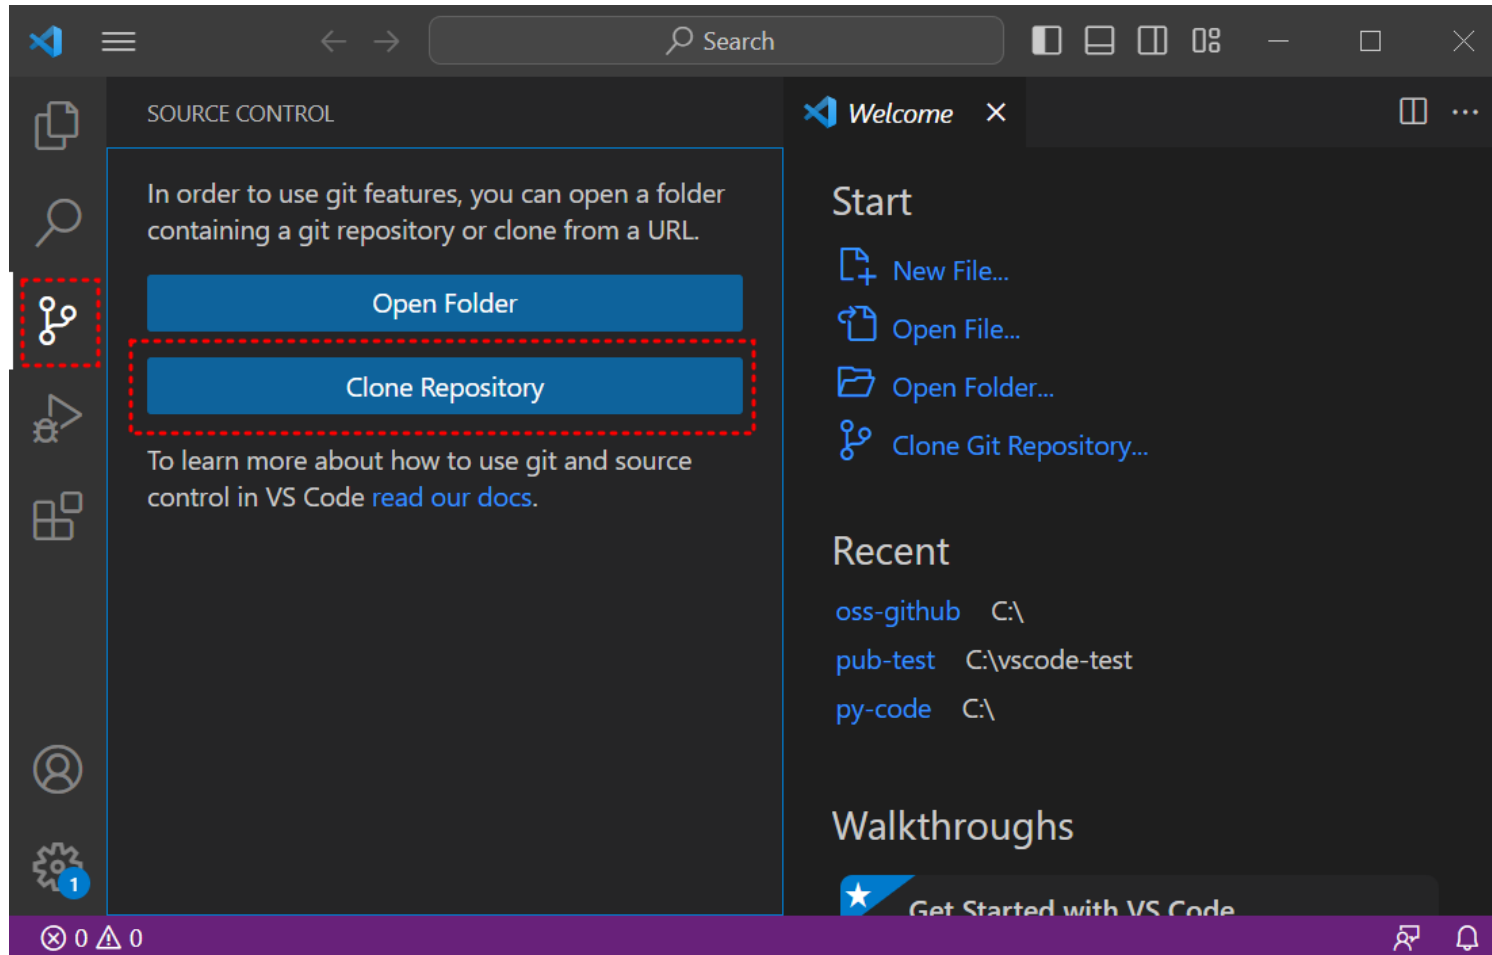 Search
SOURCE CONTROL
Welcome
In order to use git features, you can open a folder
containing a git repository or clone from a URL.
Open Folder
Clone Repository
To learn more about how to use git and source
control in VS Code read our docs.
Start
New File...
Open File...
Open Folder...
Clone Git Repository...
Recent
oss-github C:\
pub-test C:\vscode-test
py-code C:\
Walkthroughs
Get Started with VS Code
1
0 0